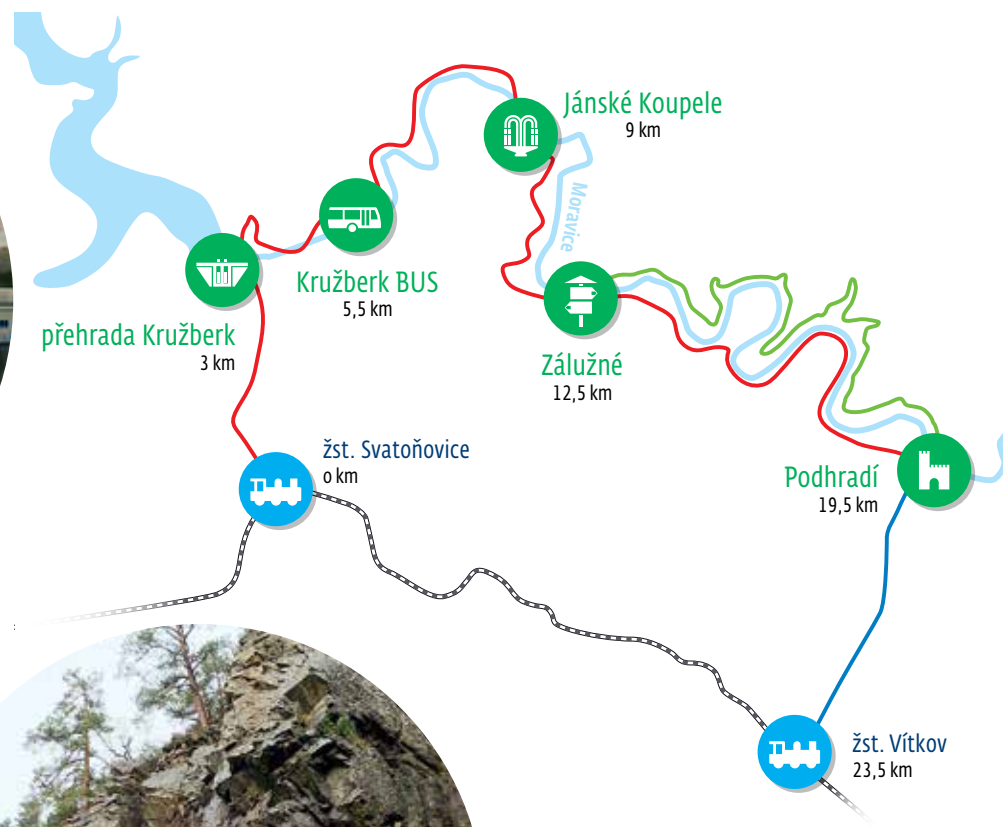 Jánské Koupele
9 km
Moravice
Kružberk BUS
5,5 km
přehrada Kružberk
3 km
Zálužné
12,5 km
žst. Svatoňovice
0 km
Podhradí
19,5 km
žst. Vítkov
23,5 km